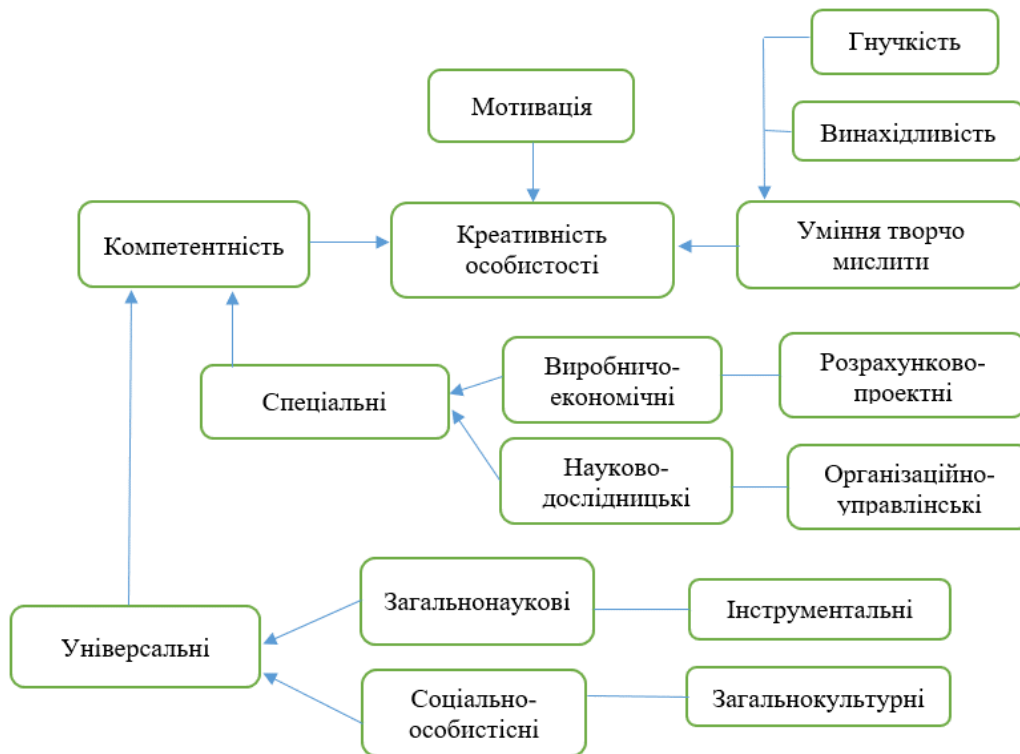 Гнучкість
Мотивація
Винахідливість
Компетентність
Креативність
особистості
Уміння творчо
мислити
Спеціальні
Виробничо-
економічні
Розрахунково-
проектні
Науково-
дослідницькі
Організаційно-
управлінські
Універсальні
Загальнонаукові
Інструментальні
Соціально-
особистісні
Загальнокультурні